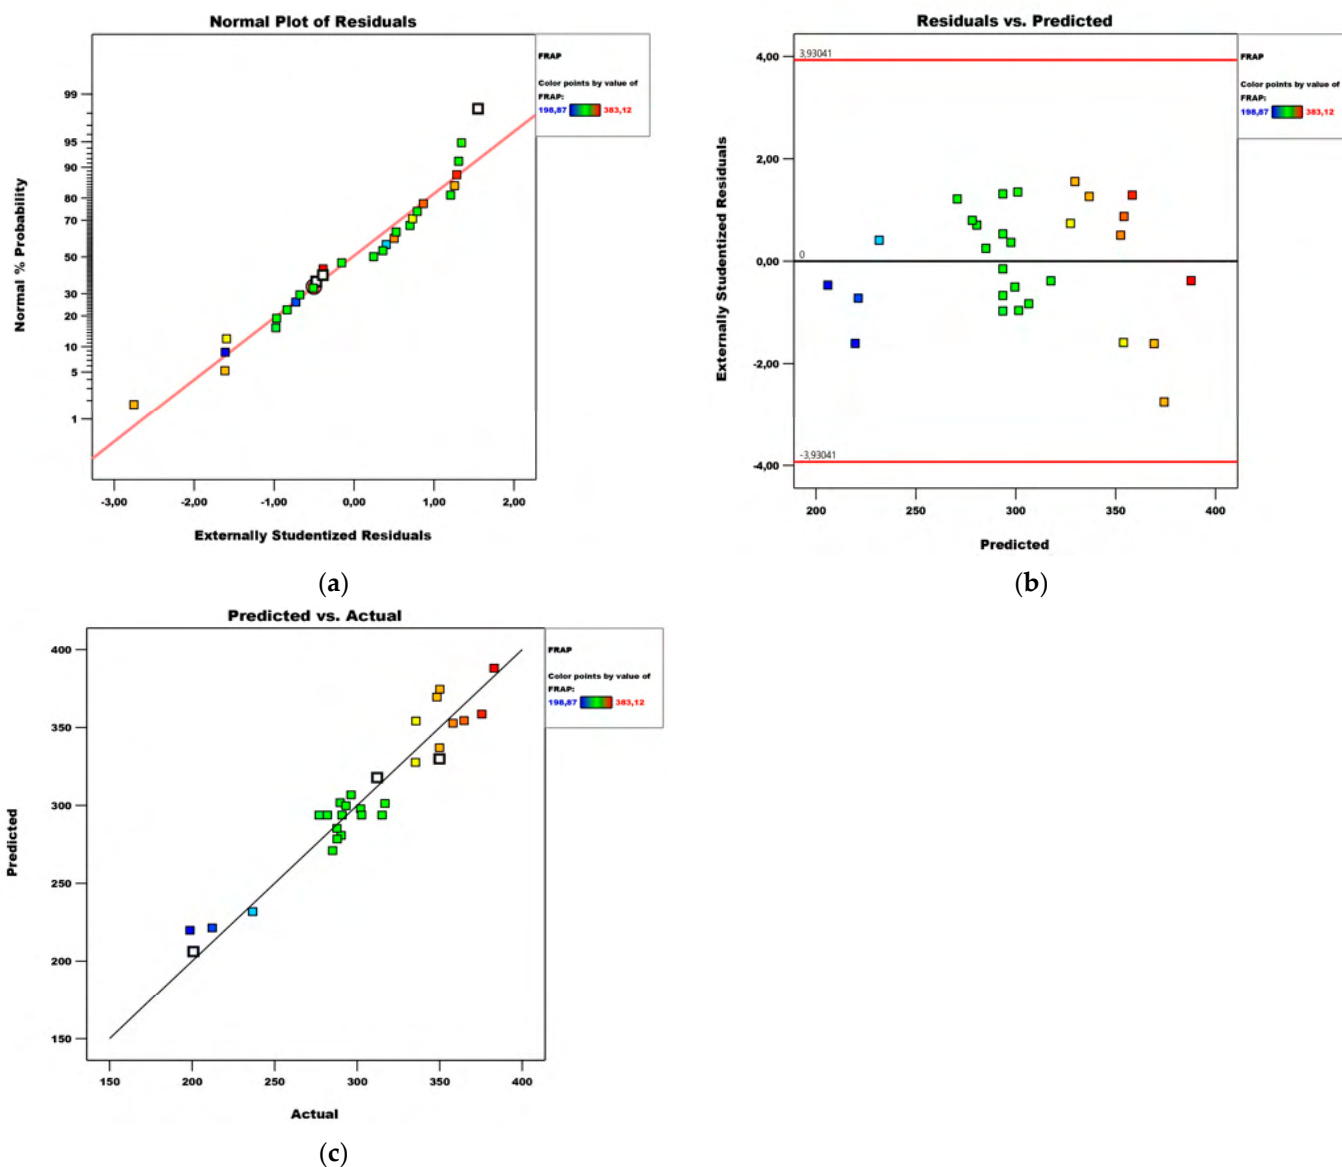 Normal Plot of Residuals
FRAP
Color points by value of
FRAP:
198,87 383,12
Normal % Probability
99
95
90
80
70
50
30
20
10
5
1
-3,00 -2,00 -1,00 0,00 1,00 2,00
Externally Studentized Residuals
(a)
Residuals vs. Predicted
FRAP
Color points by value of
FRAP:
198,87 383,12
Externally Studentized Residuals
4,00
2,00
0,00
-2,00
-4,00
3,93041
0
-3,93041
200 250 300 350 400
Predicted
(b)
Predicted vs. Actual
FRAP
Color points by value of
FRAP:
198,87 383,12
Predicted
400
350
300
250
200
150
150 200 250 300 350 400
Actual
(c)